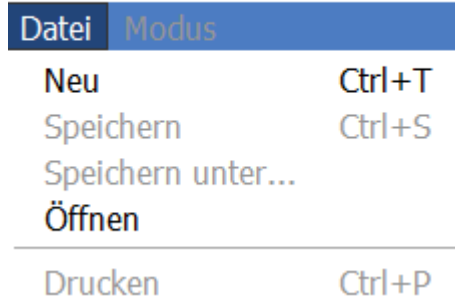 Datei Modus
Neu Ctrl+T
Speichern Ctrl+S
Speichern unter...
Öffnen
Drucken Ctrl+P